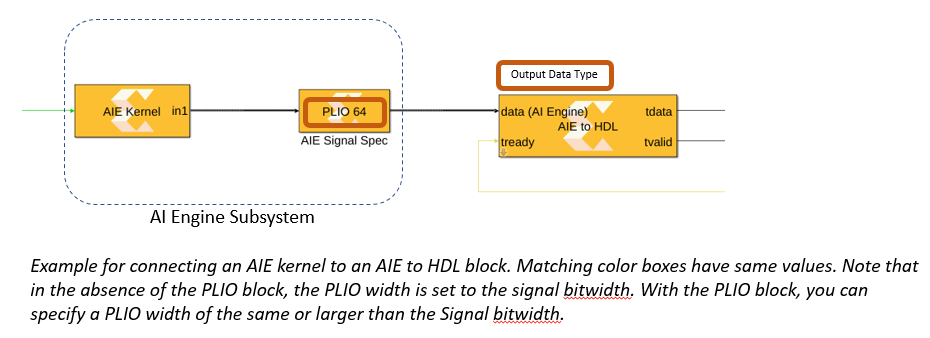 Output Data Type
AIE Kernel in1
PLIO 64
AIE Signal Spec
data (AI Engine) tdata
AIE to HDL
tready tvalid
AI Engine Subsystem
Example for connecting an AIE kernel to an AIE to HDL block. Matching color boxes have same values. Note that
in the absence of the PLIO block, the PLIO width is set to the signal bitwidth. With the PLIO block, you can
specify a PLIO width of the same or larger than the Signal bitwidth.